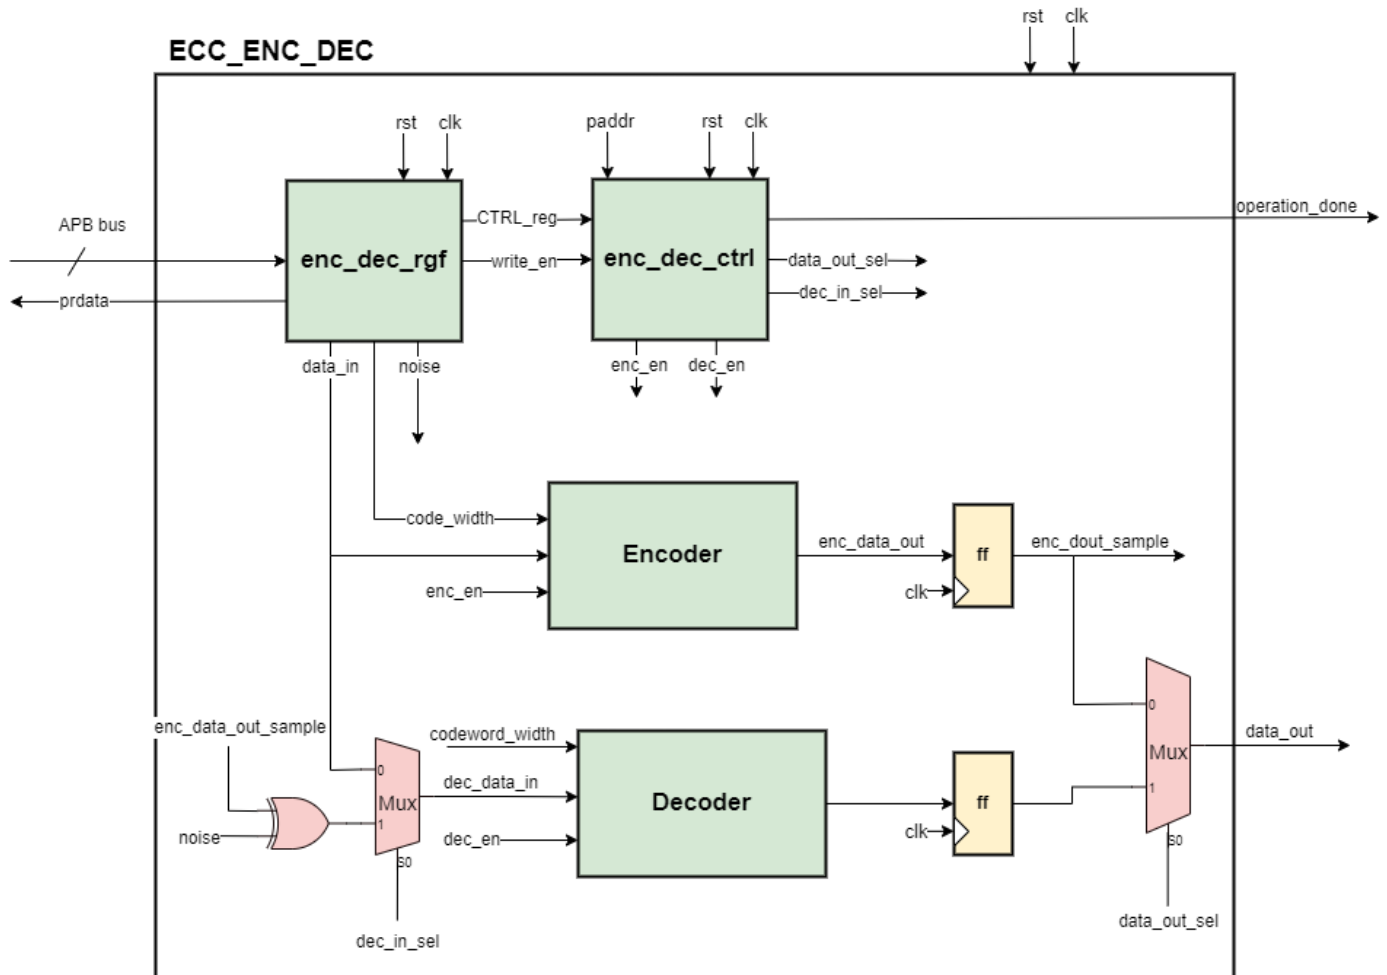 rst
clk
ECC_ENC_DEC
rst
clk
paddr
rst
clk
APB bus
CTRL_reg
operation_done
enc_dec_rgf
write_en
enc_dec_ctrl
data_out_sel
prdata
dec_in_sel
data_in
noise
enc_en
dec_en
code_width
enc_data_out
enc_dout_sample
Encoder
ff
enc_en
clk
enc_data_out_sample
codeword_width
0
data_out
0
dec_data_in
Mux
Mux
Decoder
ff
1
1
noise
dec_en
clk
S0
S0
dec_in_sel
data_out_sel